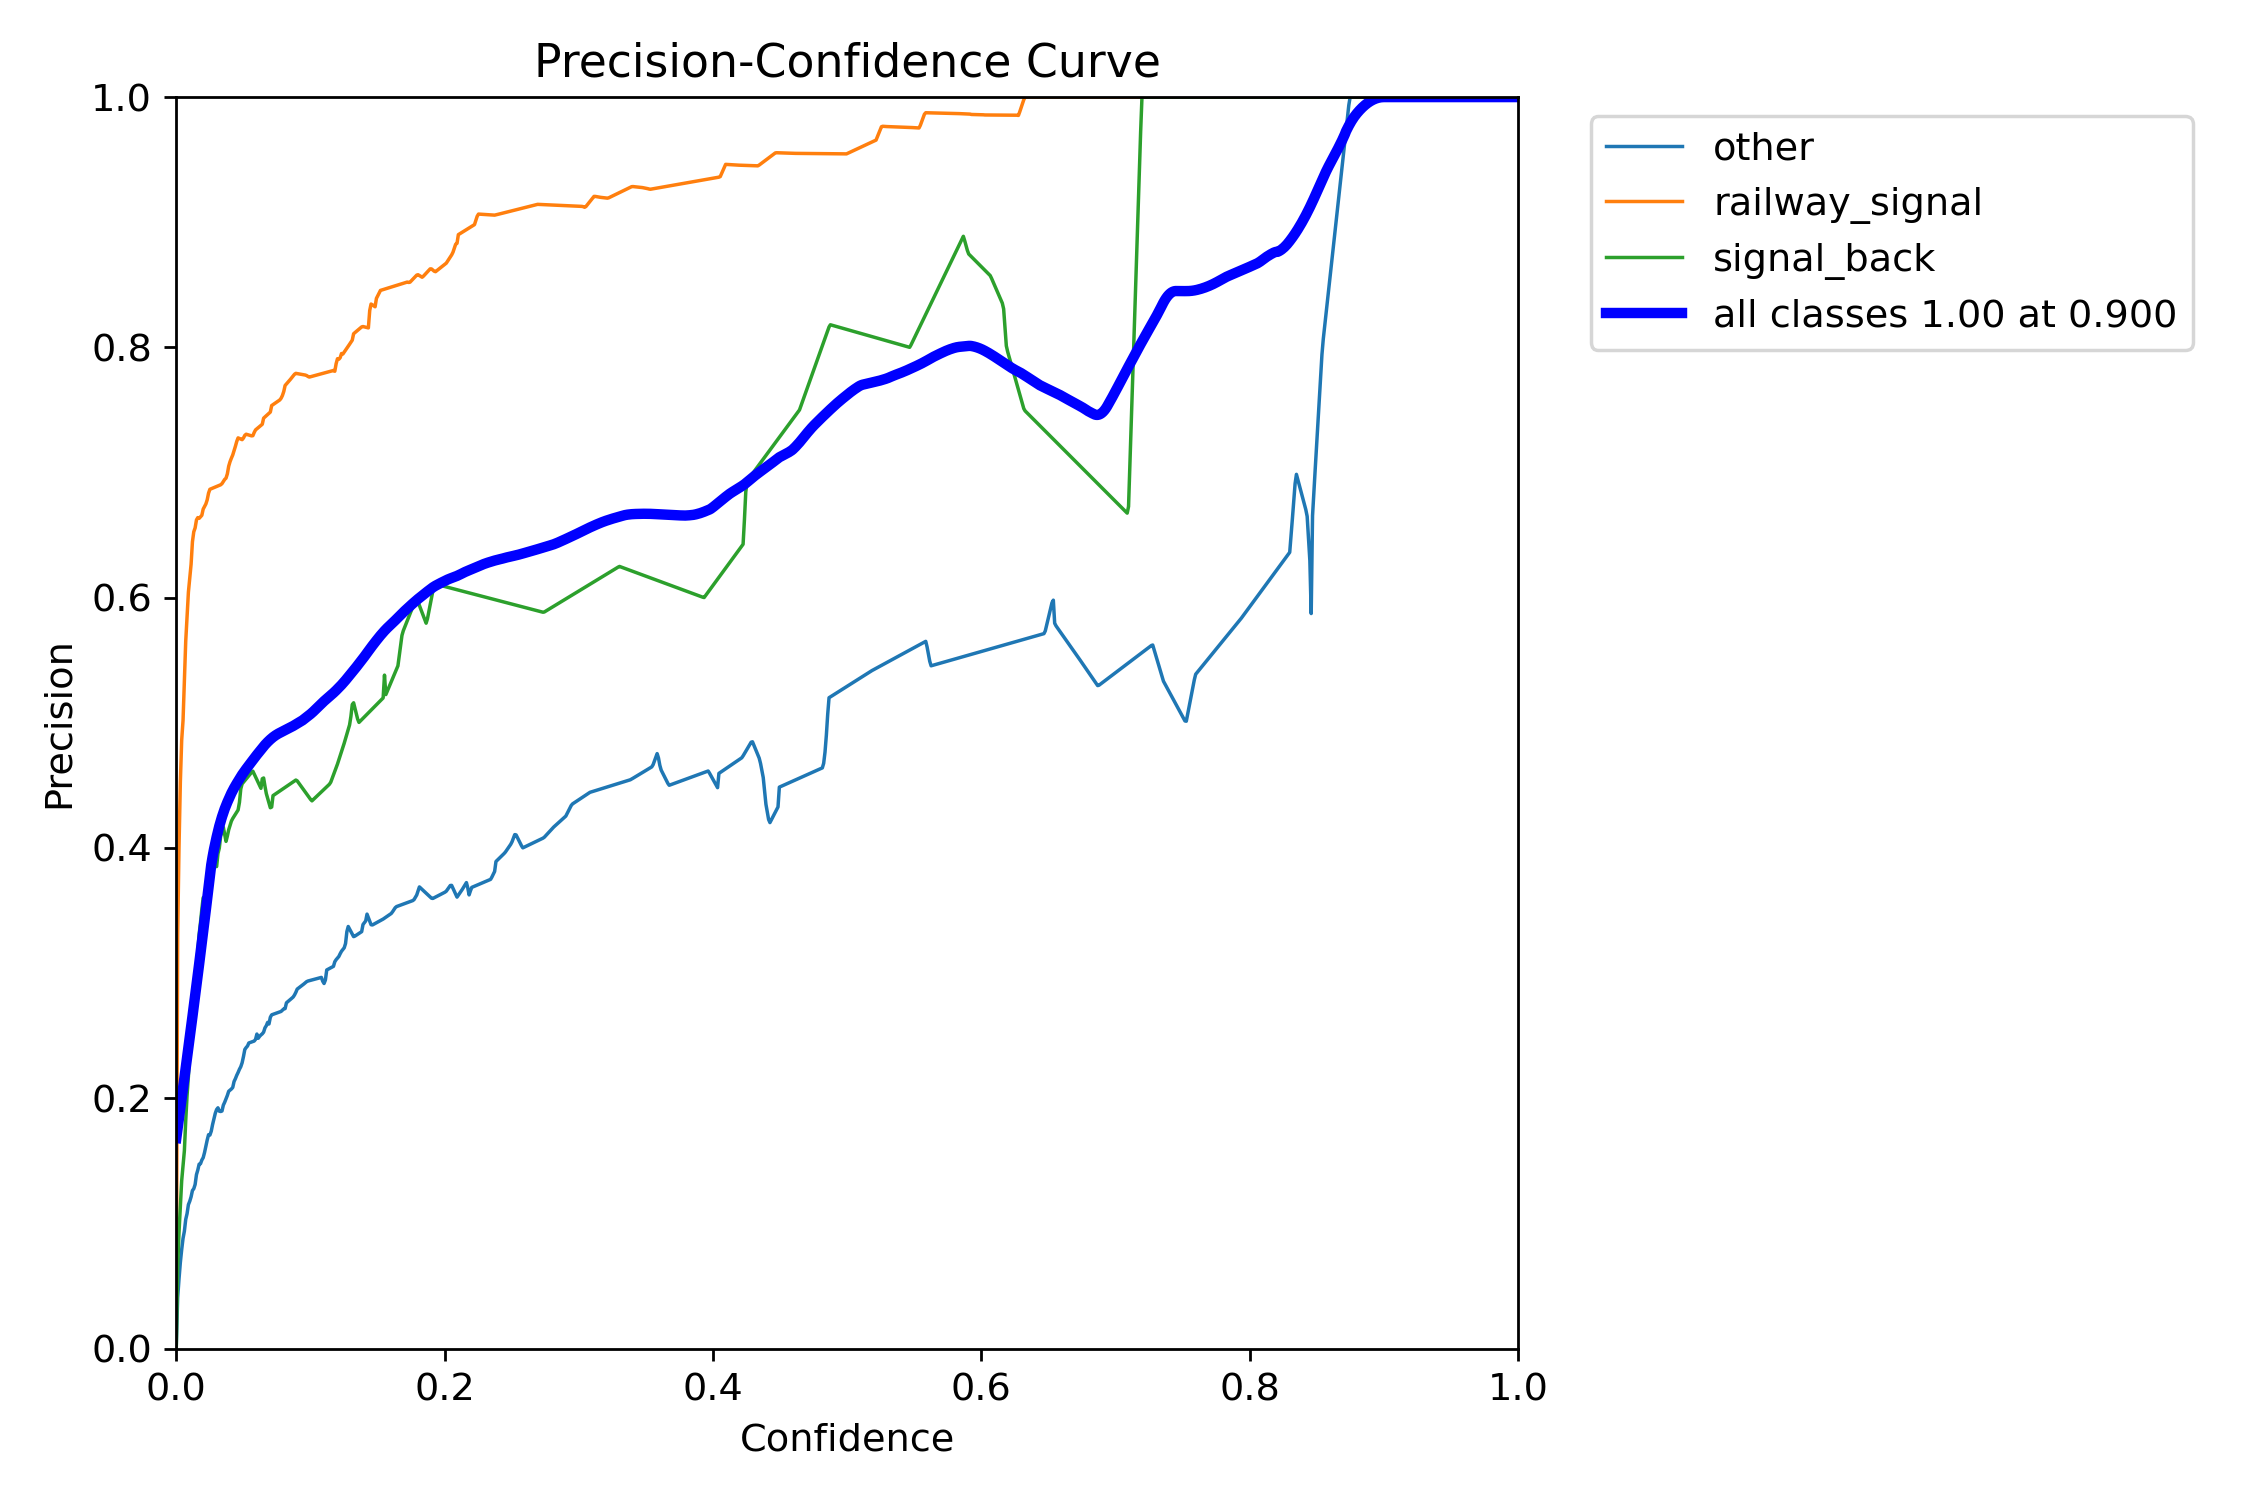 Precision-Confidence Curve
1.0
0.8
0.6
0.4
0.2
0.0
Precision
0.0 0.2 0.4 0.6 0.8 1.0
Confidence
other
railway_signal
signal_back
all classes 1.00 at 0.900